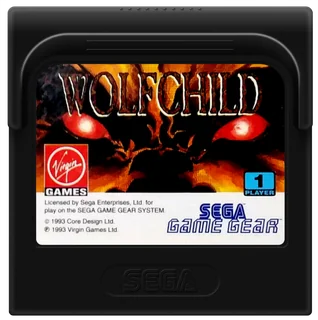 WOLFCHILD
Virgin
GAMES
1
PLAYER
Licensed by Sega Enterprises, Ltd. for
play on the SEGA GAME GEAR SYSTEM.
© 1993 Core Design Ltd.
℗ 1993 Virgin Games Ltd.
SEGA
GAME GEAR
SEGA